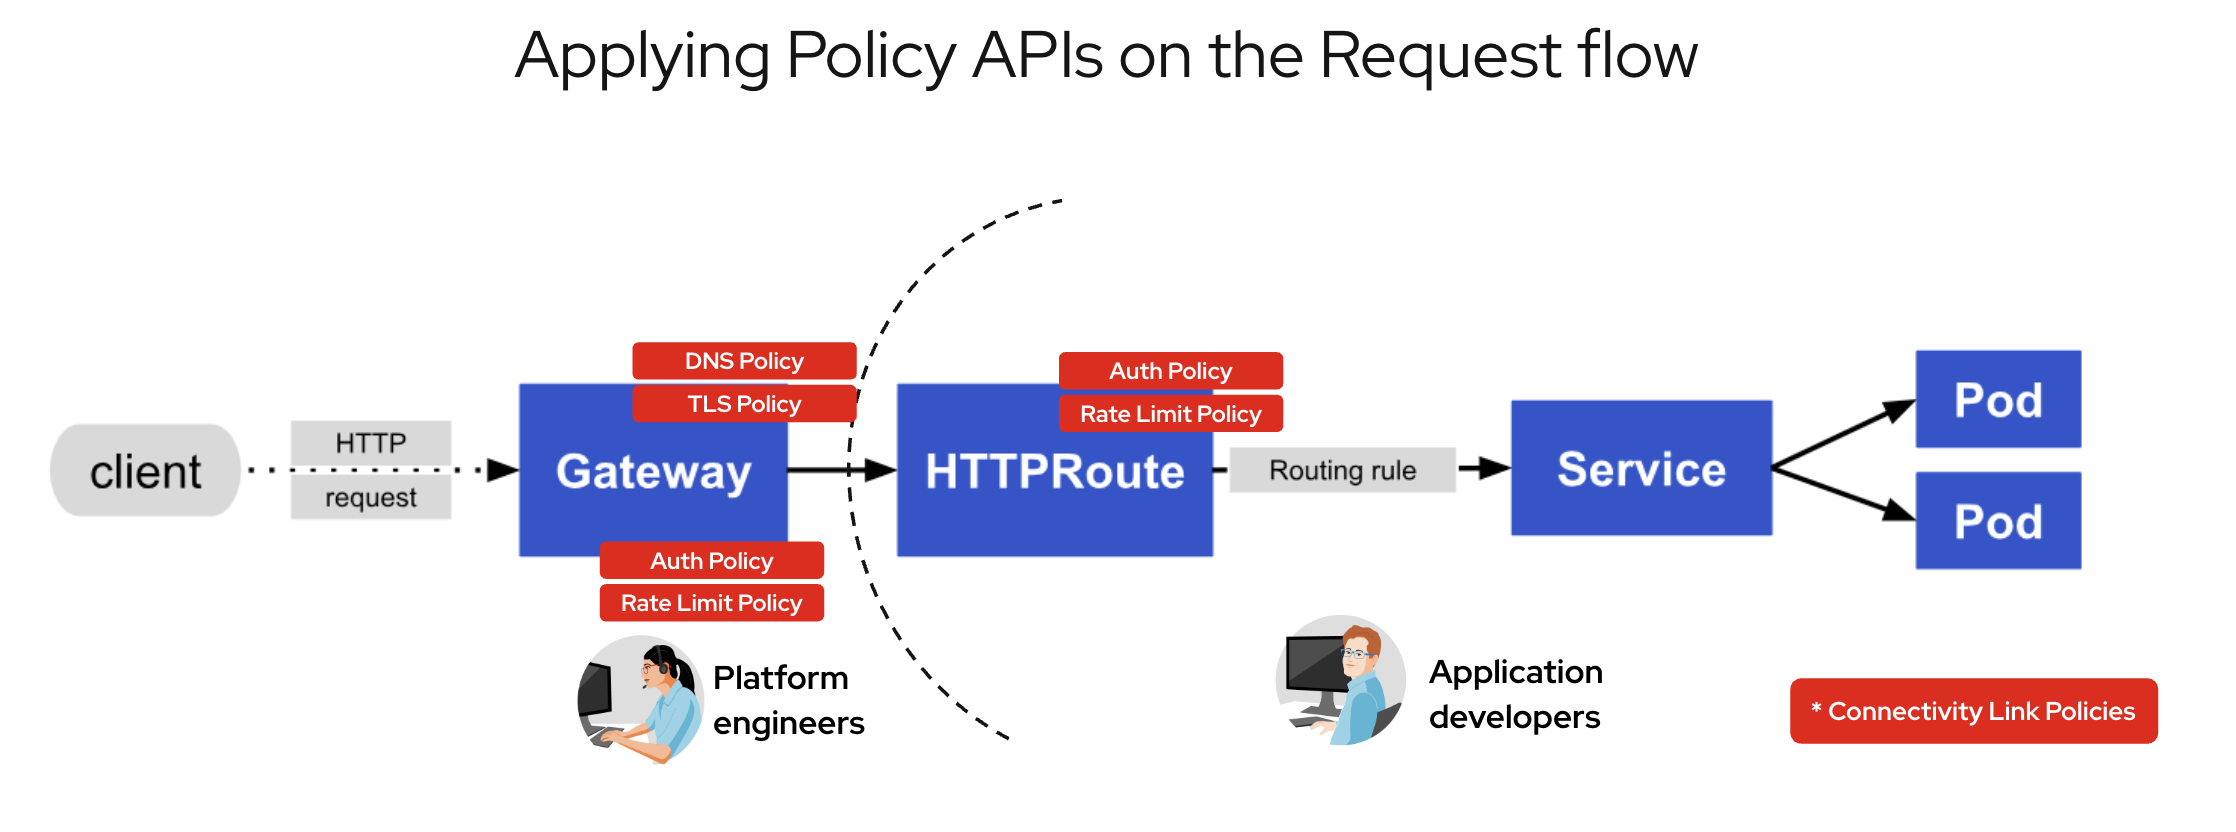 Applying Policy APIs on the Request flow
DNS Policy
TLS Policy
Auth Policy
Rate Limit Policy
client
HTTP
request
Gateway
HTTPRoute
Routing rule
Service
Pod
Pod
Auth Policy
Rate Limit Policy
Platform
engineers
Application
developers
* Connectivity Link Policies